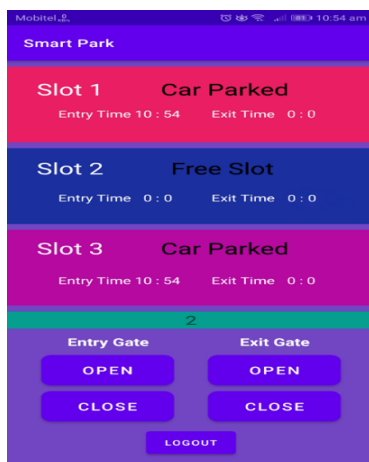 Mobitel 10:54 am
Smart Park
Slot 1 Car Parked
Entry Time 10 : 54 Exit Time 0 : 0
Slot 2 Free Slot
Entry Time 0 : 0 Exit Time 0 : 0
Slot 3 Car Parked
Entry Time 10 : 54 Exit Time 0 : 0
2
Entry Gate Exit Gate
OPEN OPEN
CLOSE CLOSE
LOGOUT